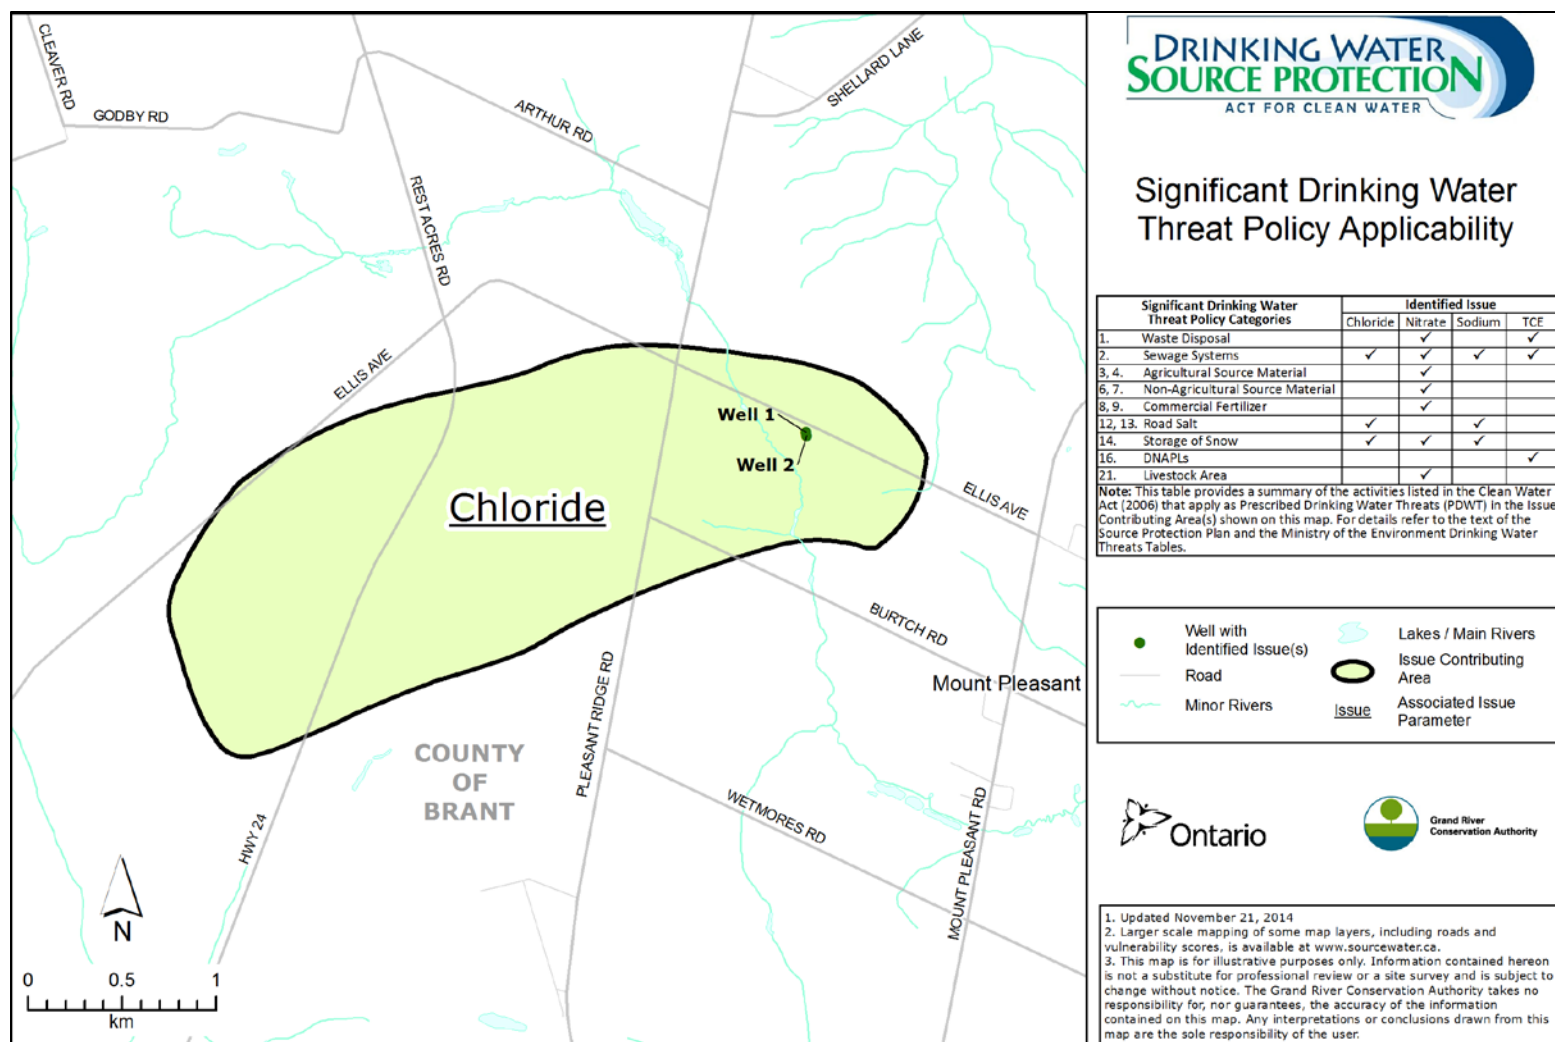 CLEAVER RD
GODBY RD
ARTHUR RD
SHELLARD LANE
REST ACRES RD
ELLIS AVE
Well 1
Well 2
Chloride
ELLIS AVE
BURTCH RD
Mount Pleasant
PLEASANT RIDGE RD
COUNTY
OF
BRANT
HWY 24
WETMORES RD
MOUNT PLEASANT RD
N
0 0.5 1
km
DRINKING WATER
SOURCE PROTECTION
ACT FOR CLEAN WATER
Significant Drinking Water
Threat Policy Applicability
Significant Drinking Water
Threat Policy Categories
Identified Issue
Chloride Nitrate Sodium TCE
1. Waste Disposal ✓ ✓
2. Sewage Systems ✓ ✓ ✓ ✓
3, 4. Agricultural Source Material ✓
6, 7. Non-Agricultural Source Material ✓
8, 9. Commercial Fertilizer ✓
12, 13. Road Salt ✓ ✓
14. Storage of Snow ✓ ✓ ✓
16. DNAPLs ✓
21. Livestock Area ✓
Note: This table provides a summary of the activities listed in the Clean Water
Act (2006) that apply as Prescribed Drinking Water Threats (PDWT) in the Issue
Contributing Area(s) shown on this map. For details refer to the text of the
Source Protection Plan and the Ministry of the Environment Drinking Water
Threats Tables.
Well with
Identified Issue(s)
Road
Minor Rivers
Lakes / Main Rivers
Issue Contributing
Area
Issue
Associated Issue
Parameter
Ontario
Grand River
Conservation Authority
1. Updated November 21, 2014
2. Larger scale mapping of some map layers, including roads and
vulnerability scores, is available at www.sourcewater.ca.
3. This map is for illustrative purposes only. Information contained hereon
is not a substitute for professional review or a site survey and is subject to
change without notice. The Grand River Conservation Authority takes no
responsibility for, nor guarantees, the accuracy of the information
contained on this map. Any interpretations or conclusions drawn from this
map are the sole responsibility of the user.